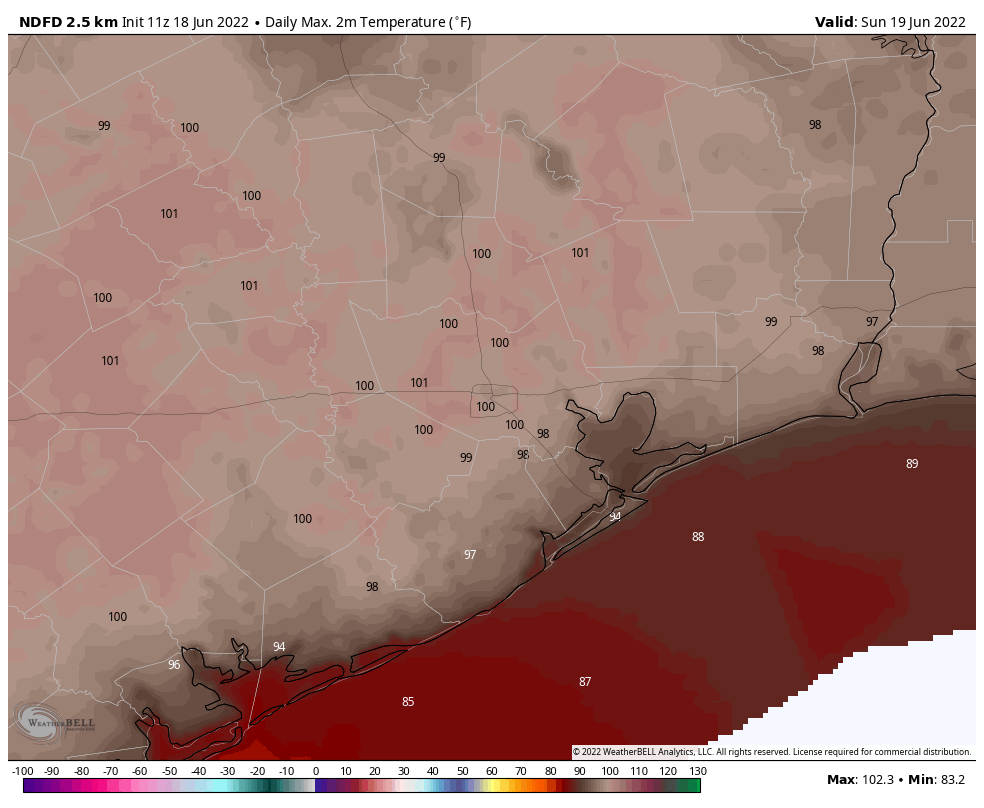 NDFD 2.5 km Init 11z 18 Jun 2022 • Daily Max. 2m Temperature (˚F) Valid: Sun 19 Jun 2022
99 100 98
99
100
101
100 101
101
100
100 99 97
100 98
101
100 101
100
100 100 98
99 98
100 94 89
97 88
98
100
94
96
87
85
WEATHERBELL
© 2022 WeatherBELL Analytics, LLC. All rights reserved. License required for commercial distribution.
-100 -90 -80 -70 -60 -50 -40 -30 -20 -10 0 10 20 30 40 50 60 70 80 90 100 110 120 130
Max: 102.3 • Min: 83.2